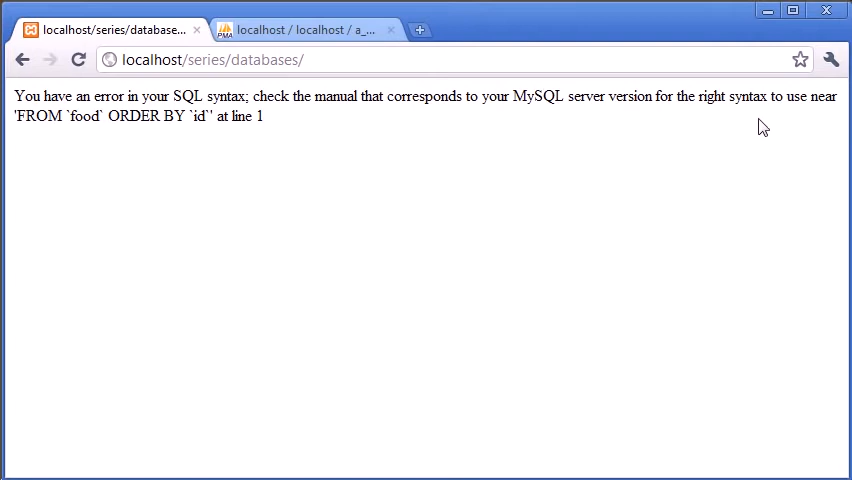 localhost/series/database...
PMA
localhost / localhost / a_...
localhost/series/databases/
You have an error in your SQL syntax; check the manual that corresponds to your MySQL server version for the right syntax to use near
'FROM `food` ORDER BY `id`' at line 1